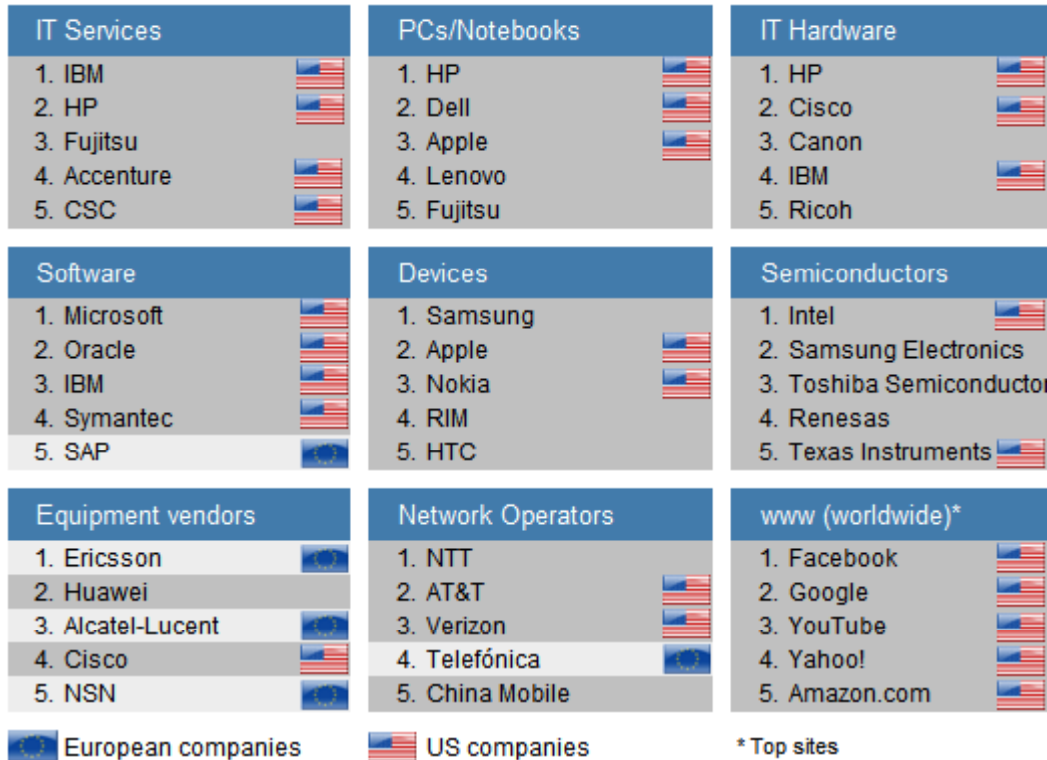 IT Services
1. IBM
2. HP
3. Fujitsu
4. Accenture
5. CSC
PCs/Notebooks
1. HP
2. Dell
3. Apple
4. Lenovo
5. Fujitsu
IT Hardware
1. HP
2. Cisco
3. Canon
4. IBM
5. Ricoh
Software
1. Microsoft
2. Oracle
3. IBM
4. Symantec
5. SAP
Devices
1. Samsung
2. Apple
3. Nokia
4. RIM
5. HTC
Semiconductors
1. Intel
2. Samsung Electronics
3. Toshiba Semiconductor
4. Renesas
5. Texas Instruments
Equipment vendors
1. Ericsson
2. Huawei
3. Alcatel-Lucent
4. Cisco
5. NSN
Network Operators
1. NTT
2. AT&T
3. Verizon
4. Telefónica
5. China Mobile
www (worldwide)*
1. Facebook
2. Google
3. YouTube
4. Yahoo!
5. Amazon.com
European companies
US companies
* Top sites